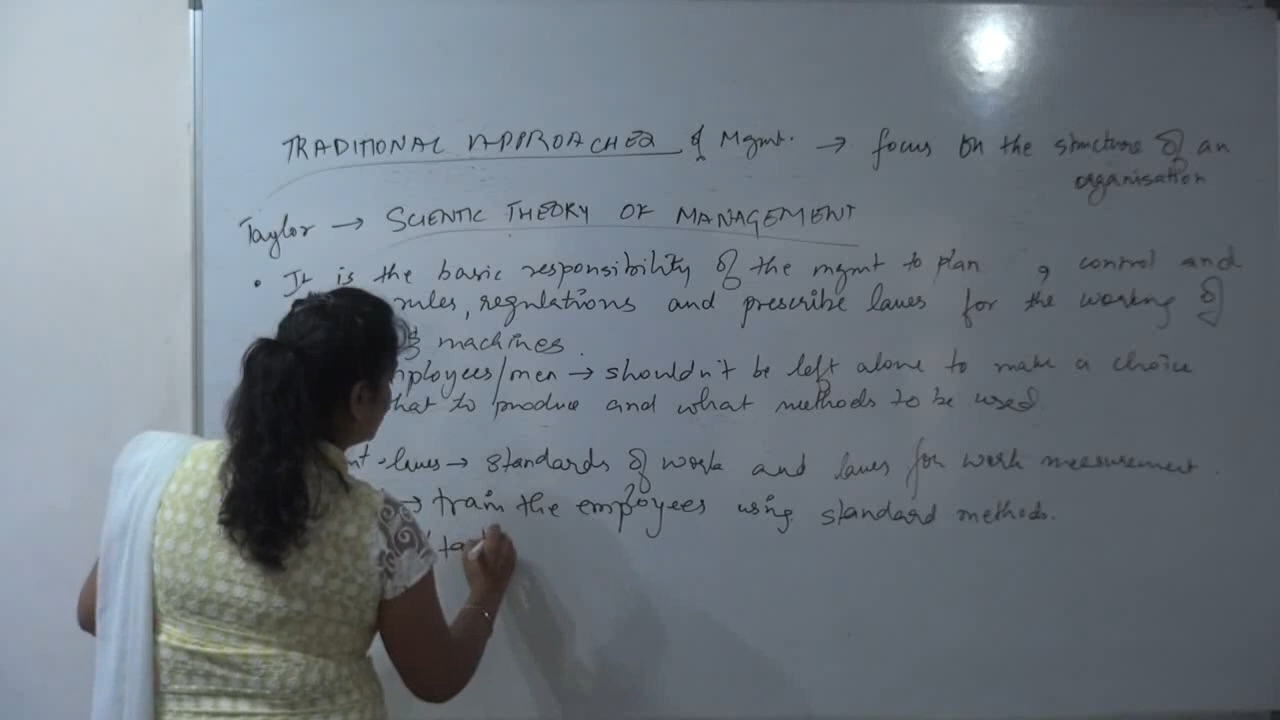 TRADITIONAL APPROACHES of Mgmt. → focus on the structure of an
organisation
Taylor → SCIENTIC THEORY OF MANAGEMENT
• It is the basic responsibility of the mgmt to plan , control and
rules, regulations and prescribe laws for the working of
machines.
mployees/men → shouldn't be left alone to make a choice
hat to produce and what methods to be used.
laws → standards of work and laws for work measurement.
→ train the employees using standard methods.